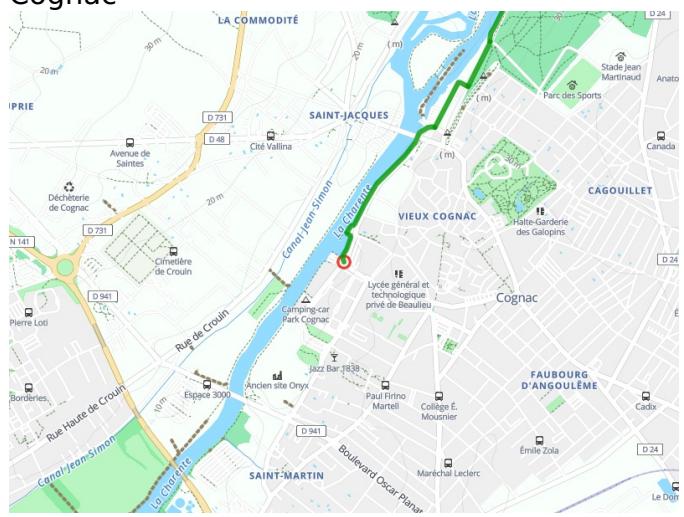 Cognac
LA COMMODITÉ
D 24
30 m
30 m
20 m
20 m
( m)
Stade Jean
Martinaud
Anato
UPRIE
Parc des Sports
( m)
D 731
SAINT-JACQUES
D 48
Cité Vallina
Avenue de
Saintes
( m)
30 m
Canada
Déchèterie
de Cognac
20 m
CAGOUILLET
Canal Jean Simon
La Charente
VIEUX COGNAC
Halte-Garderie
des Galopins
N 141
D 731
Cimetière
de Crouin
D 24
Lycée général et
technologique
privé de Beaulieu
D 941
Cognac
Camping-car
Park Cognac
Pierre Loti
Rue de Crouin
Jazz Bar 1838
FAUBOURG
D'ANGOULÊME
Ancien site Onyx
Espace 3000
Borderies.
Paul Firino
Martell
Collège É.
Mousnier
Cadix
10 m
Rue Haute de Crouin
D 941
Émile Zola
D 24
Canal Jean Simon
La Charente
SAINT-MARTIN
Boulevard Oscar Planat
Maréchal Leclerc
Le Dom